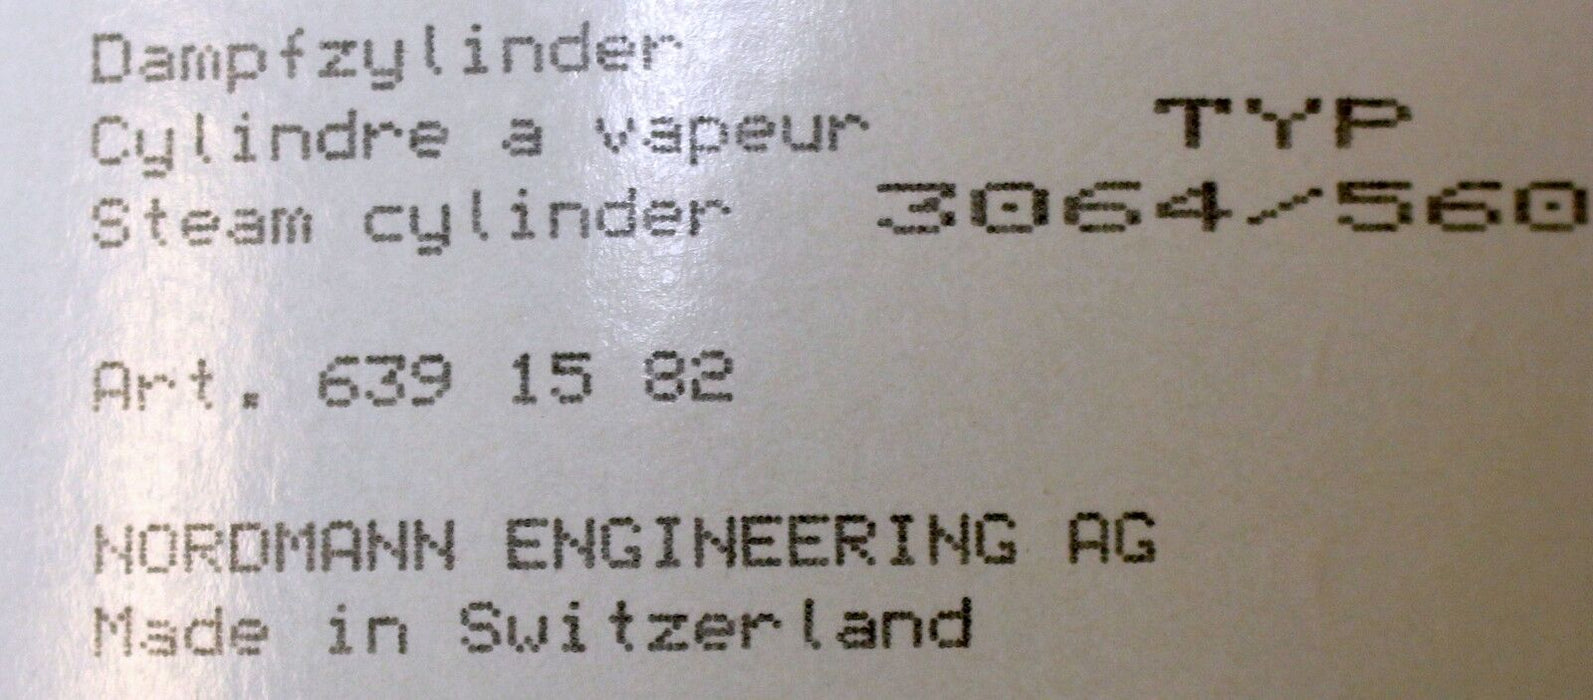 Dampfzylinder
Cylindre a vapeur
TYP
Steam cylinder
3064/560
Art. 639 15 82
NORDMANN ENGINEERING AG
Made in Switzerland